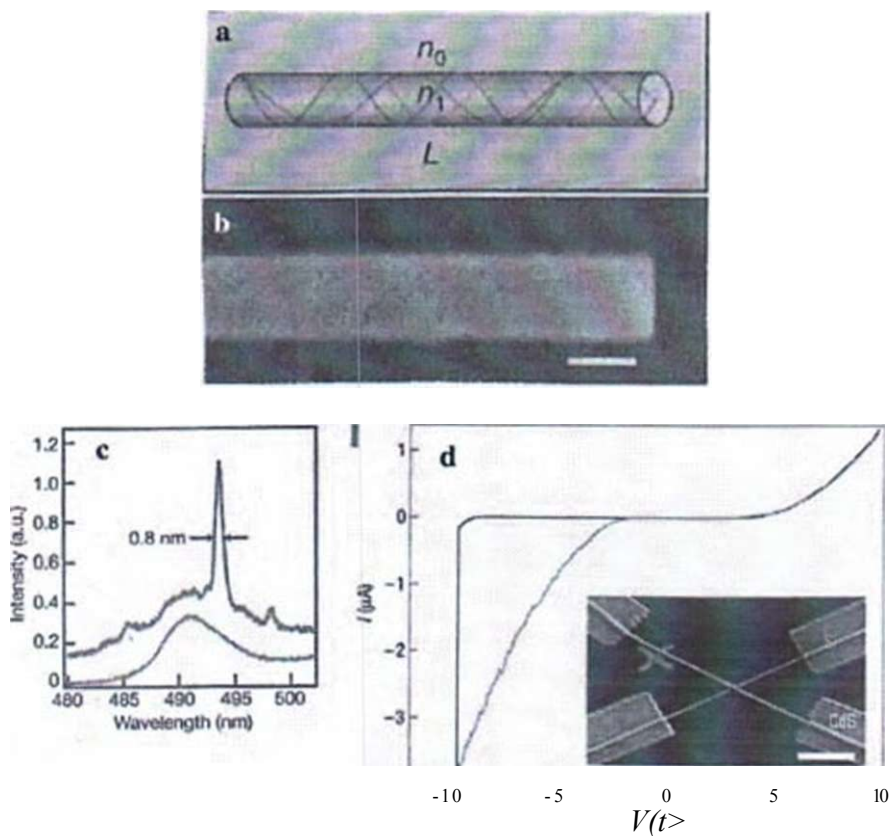 a
n0
n1
L
b
c
1.2
1.0
0.8
0.6
0.4
0.2
0
Intensity (a.u.)
0.8 nm
480 485 490 495 500
Wavelength (nm)
d
1
0
−1
−2
−3
I (μA)
CdS
-10 -5 0 5 10
V(t>